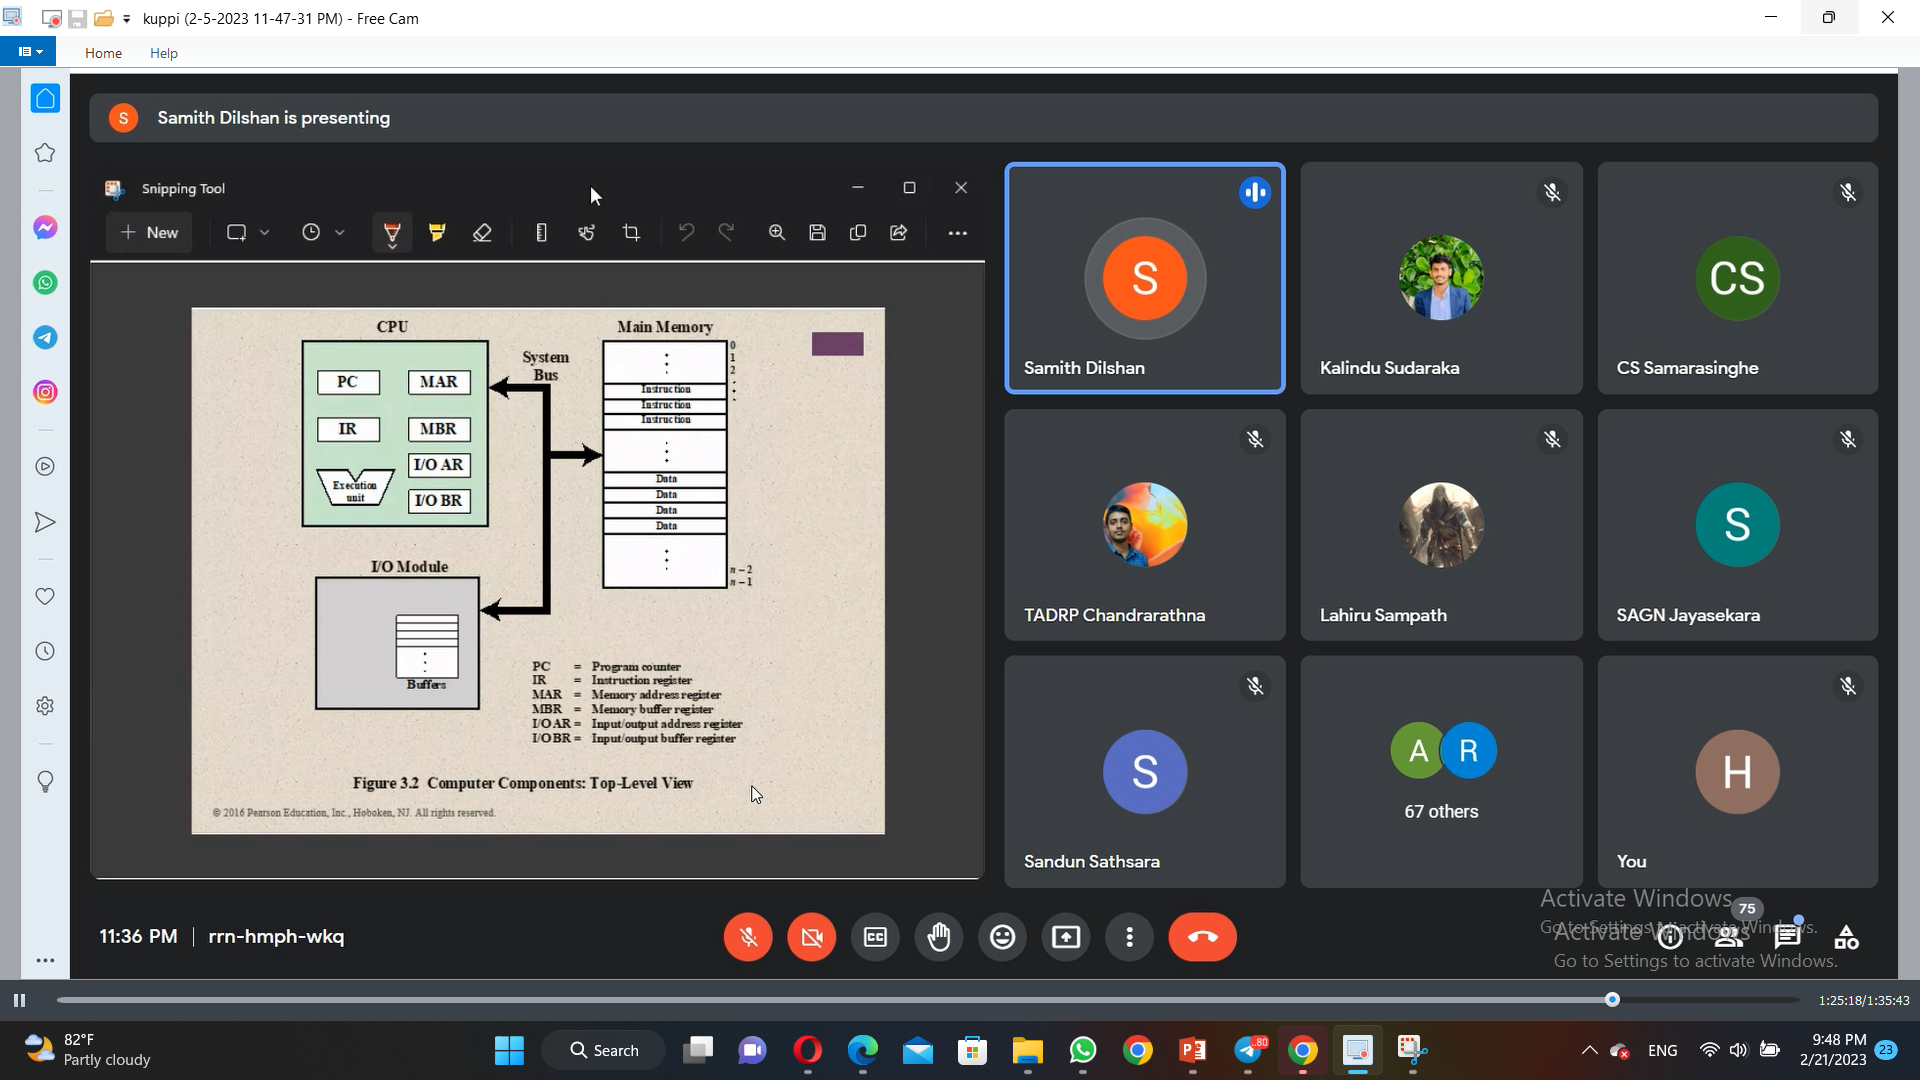 kuppi (2-5-2023 11-47-31 PM) - Free Cam
Home Help
S Samith Dilshan is presenting
Snipping Tool
New
CPU
PC MAR
IR MBR
I/O AR
Execution
unit
I/O BR
System
Bus
Main Memory
0
1
2
Instruction
Instruction
Instruction
Data
Data
Data
Data
n – 2
n – 1
I/O Module
Buffers
PC = Program counter
IR = Instruction register
MAR = Memory address register
MBR = Memory buffer register
I/O AR = Input/output address register
I/O BR = Input/output buffer register
Figure 3.2 Computer Components: Top-Level View
© 2016 Pearson Education, Inc., Hoboken, NJ. All rights reserved.
S
Samith Dilshan
Kalindu Sudaraka
CS
CS Samarasinghe
TADRP Chandrarathna
Lahiru Sampath
S
SAGN Jayasekara
S
Sandun Sathsara
A R
67 others
H
You
Activate Windows
Go to Settings to activate Windows.
Activate Windows
Go to Settings to activate Windows.
75
11:36 PM | rrn-hmph-wkq
CC
1:25:18/1:35:43
82°F
Partly cloudy
Search
80
ENG
9:48 PM
2/21/2023
23